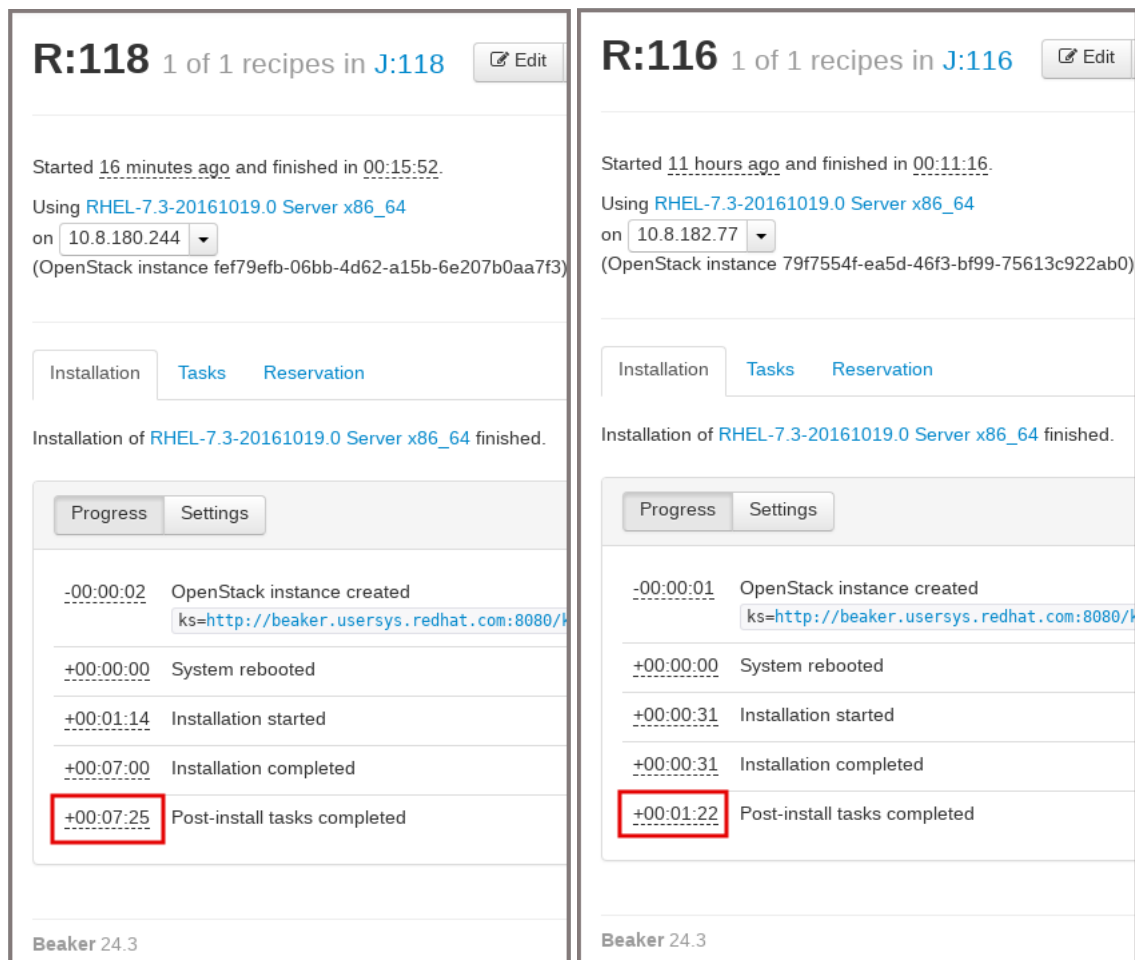 R:118 1 of 1 recipes in J:118 Edit
Started 16 minutes ago and finished in 00:15:52.
Using RHEL-7.3-20161019.0 Server x86_64
on 10.8.180.244
(OpenStack instance fef79efb-06bb-4d62-a15b-6e207b0aa7f3)
Installation Tasks Reservation
Installation of RHEL-7.3-20161019.0 Server x86_64 finished.
Progress Settings
-00:00:02 OpenStack instance created
ks=http://beaker.usersys.redhat.com:8080/k
+00:00:00 System rebooted
+00:01:14 Installation started
+00:07:00 Installation completed
+00:07:25 Post-install tasks completed
Beaker 24.3
R:116 1 of 1 recipes in J:116 Edit
Started 11 hours ago and finished in 00:11:16.
Using RHEL-7.3-20161019.0 Server x86_64
on 10.8.182.77
(OpenStack instance 79f7554f-ea5d-46f3-bf99-75613c922ab0)
Installation Tasks Reservation
Installation of RHEL-7.3-20161019.0 Server x86_64 finished.
Progress Settings
-00:00:01 OpenStack instance created
ks=http://beaker.usersys.redhat.com:8080/k
+00:00:00 System rebooted
+00:00:31 Installation started
+00:00:31 Installation completed
+00:01:22 Post-install tasks completed
Beaker 24.3